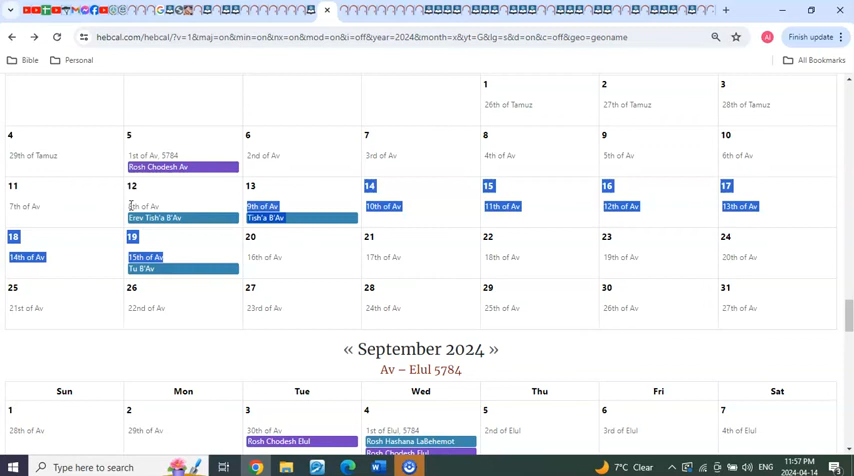 hebcal.com/hebcal/?v=1&maj=on&min=on&nx=on&mod=on&i=off&year=2024&month=x&yt=G&lg=s&d=on&c=off&geo=geoname
AI
Finish update
Bible
Personal
All Bookmarks
1 2 3
26th of Tamuz 27th of Tamuz 28th of Tamuz
4 5 6 7 8 9 10
29th of Tamuz 1st of Av, 5784 2nd of Av 3rd of Av 4th of Av 5th of Av 6th of Av
Rosh Chodesh Av
11 12 13 14 15 16 17
7th of Av 8th of Av 9th of Av 10th of Av 11th of Av 12th of Av 13th of Av
Erev Tish'a B'Av Tish'a B'Av
18 19 20 21 22 23 24
14th of Av 15th of Av 16th of Av 17th of Av 18th of Av 19th of Av 20th of Av
Tu B'Av
25 26 27 28 29 30 31
21st of Av 22nd of Av 23rd of Av 24th of Av 25th of Av 26th of Av 27th of Av
« September 2024 »
Av – Elul 5784
Sun Mon Tue Wed Thu Fri Sat
1 2 3 4 5 6 7
28th of Av 29th of Av 30th of Av 1st of Elul, 5784 2nd of Elul 3rd of Elul 4th of Elul
Rosh Chodesh Elul Rosh Hashana LaBehemot
Rosh Chodesh Elul
Type here to search
7°C Clear
ENG
11:57 PM
2024-04-14
3